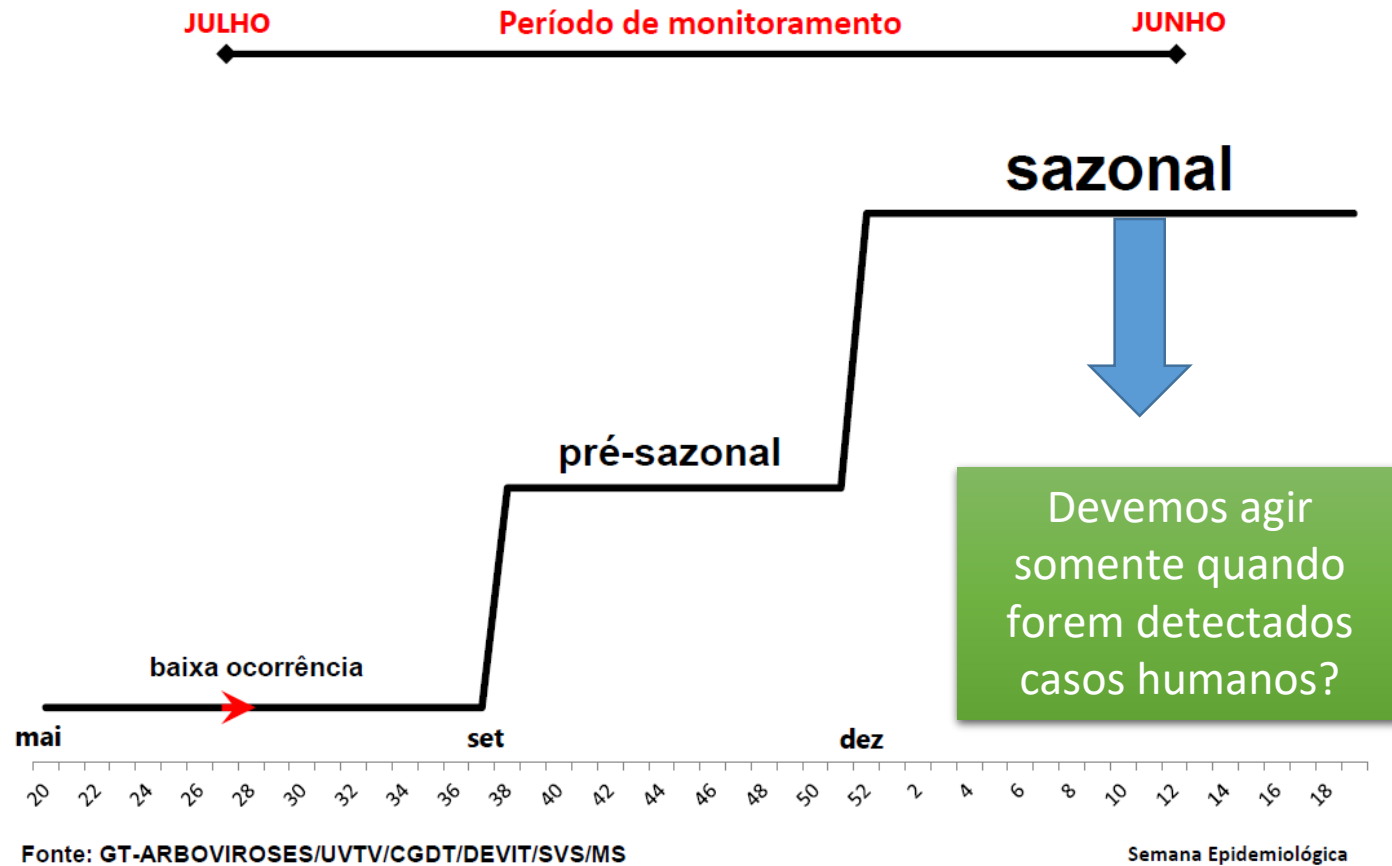 JULHO
Período de monitoramento
JUNHO
sazonal
pré-sazonal
Devemos agir
somente quando
forem detectados
casos humanos?
baixa ocorrência
mai
set
dez
20 22 24 26 28 30 32 34 36 38 40 42 44 46 48 50 52 2 4 6 8 10 12 14 16 18
Fonte: GT-ARBOVIROSES/UVTV/CGDT/DEVIT/SVS/MS
Semana Epidemiológica